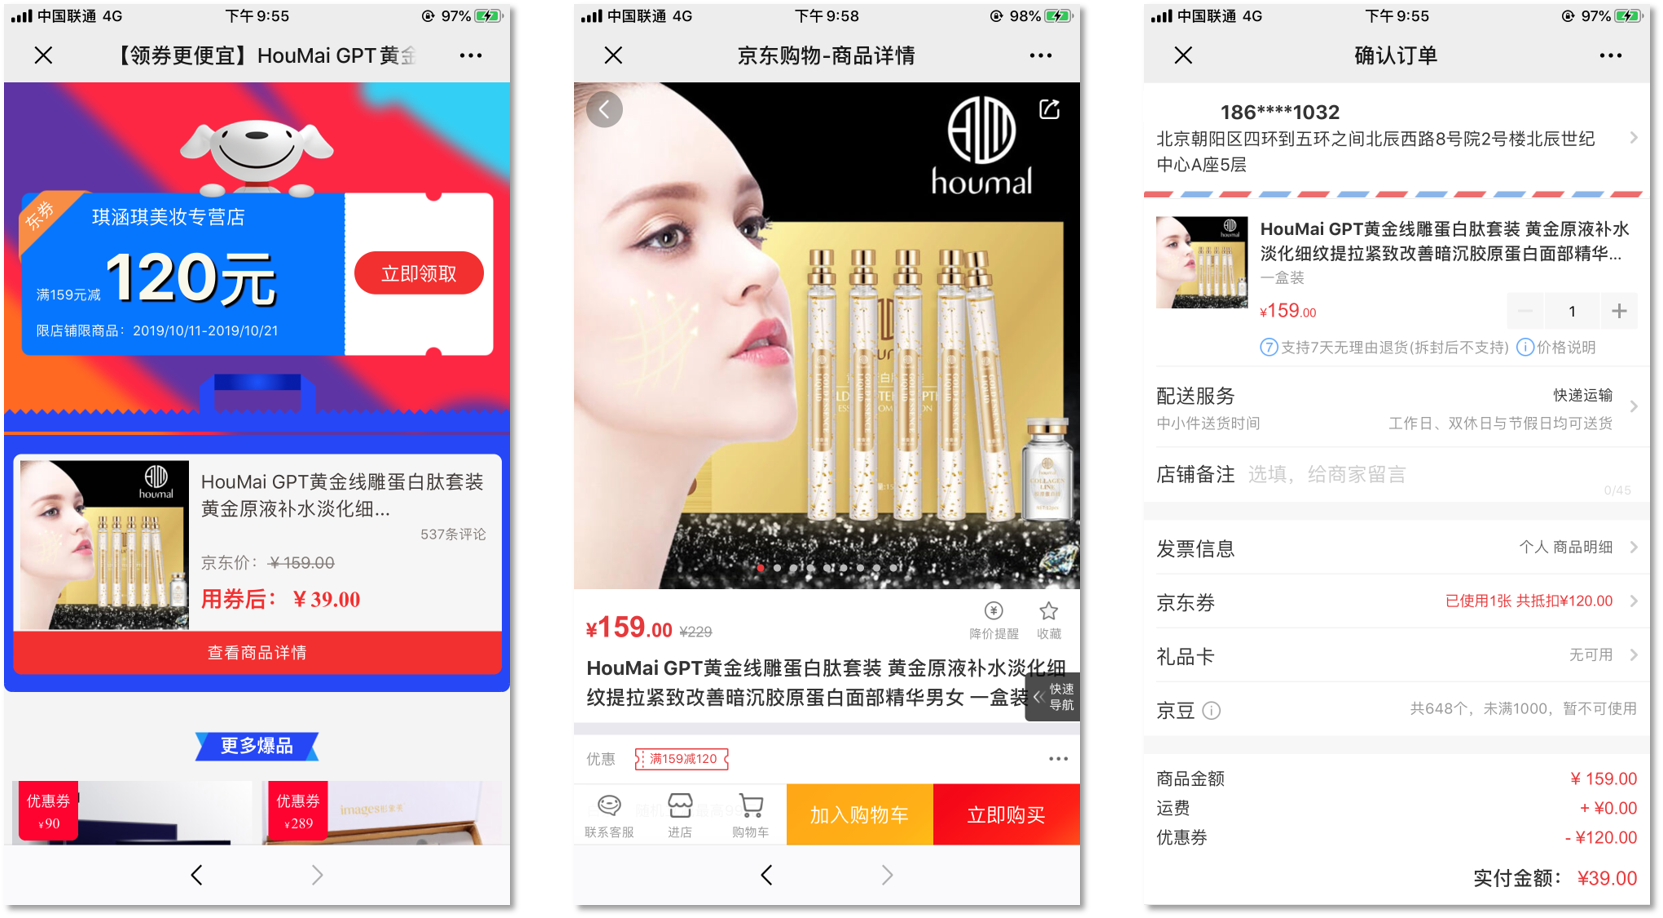 中国联通 4G 下午9:55 97%
【领券更便宜】HouMai GPT黄金
东券
琪涵琪美妆专营店
满159元减 120元
立即领取
限店铺限商品：2019/10/11-2019/10/21
houmal
HouMai GPT黄金线雕蛋白肽套装
黄金原液补水淡化细...
537条评论
京东价：￥159.00
用券后：￥39.00
查看商品详情
更多爆品
优惠券
¥90
优惠券
¥289
images
中国联通 4G 下午9:58 98%
京东购物-商品详情
houmal
COLLAGEN
¥159.00 ¥229
降价提醒 收藏
HouMai GPT黄金线雕蛋白肽套装 黄金原液补水淡化细
纹提拉紧致改善暗沉胶原蛋白面部精华男女 一盒装
快速
导航
优惠 满159减120
联系客服 进店 购物车
加入购物车 立即购买
中国联通 4G 下午9:55 97%
确认订单
186****1032
北京朝阳区四环到五环之间北辰西路8号院2号楼北辰世纪
中心A座5层
HouMai GPT黄金线雕蛋白肽套装 黄金原液补水
淡化细纹提拉紧致改善暗沉胶原蛋白面部精华...
一盒装
¥159.00 1
7 支持7天无理由退货(拆封后不支持) 价格说明
配送服务 快递运输
中小件送货时间 工作日、双休日与节假日均可送货
店铺备注 选填，给商家留言
0/45
发票信息 个人 商品明细
京东券 已使用1张 共抵扣¥120.00
礼品卡 无可用
京豆 共648个，未满1000，暂不可使用
商品金额 ¥ 159.00
运费 + ¥0.00
优惠券 - ¥120.00
实付金额：¥39.00